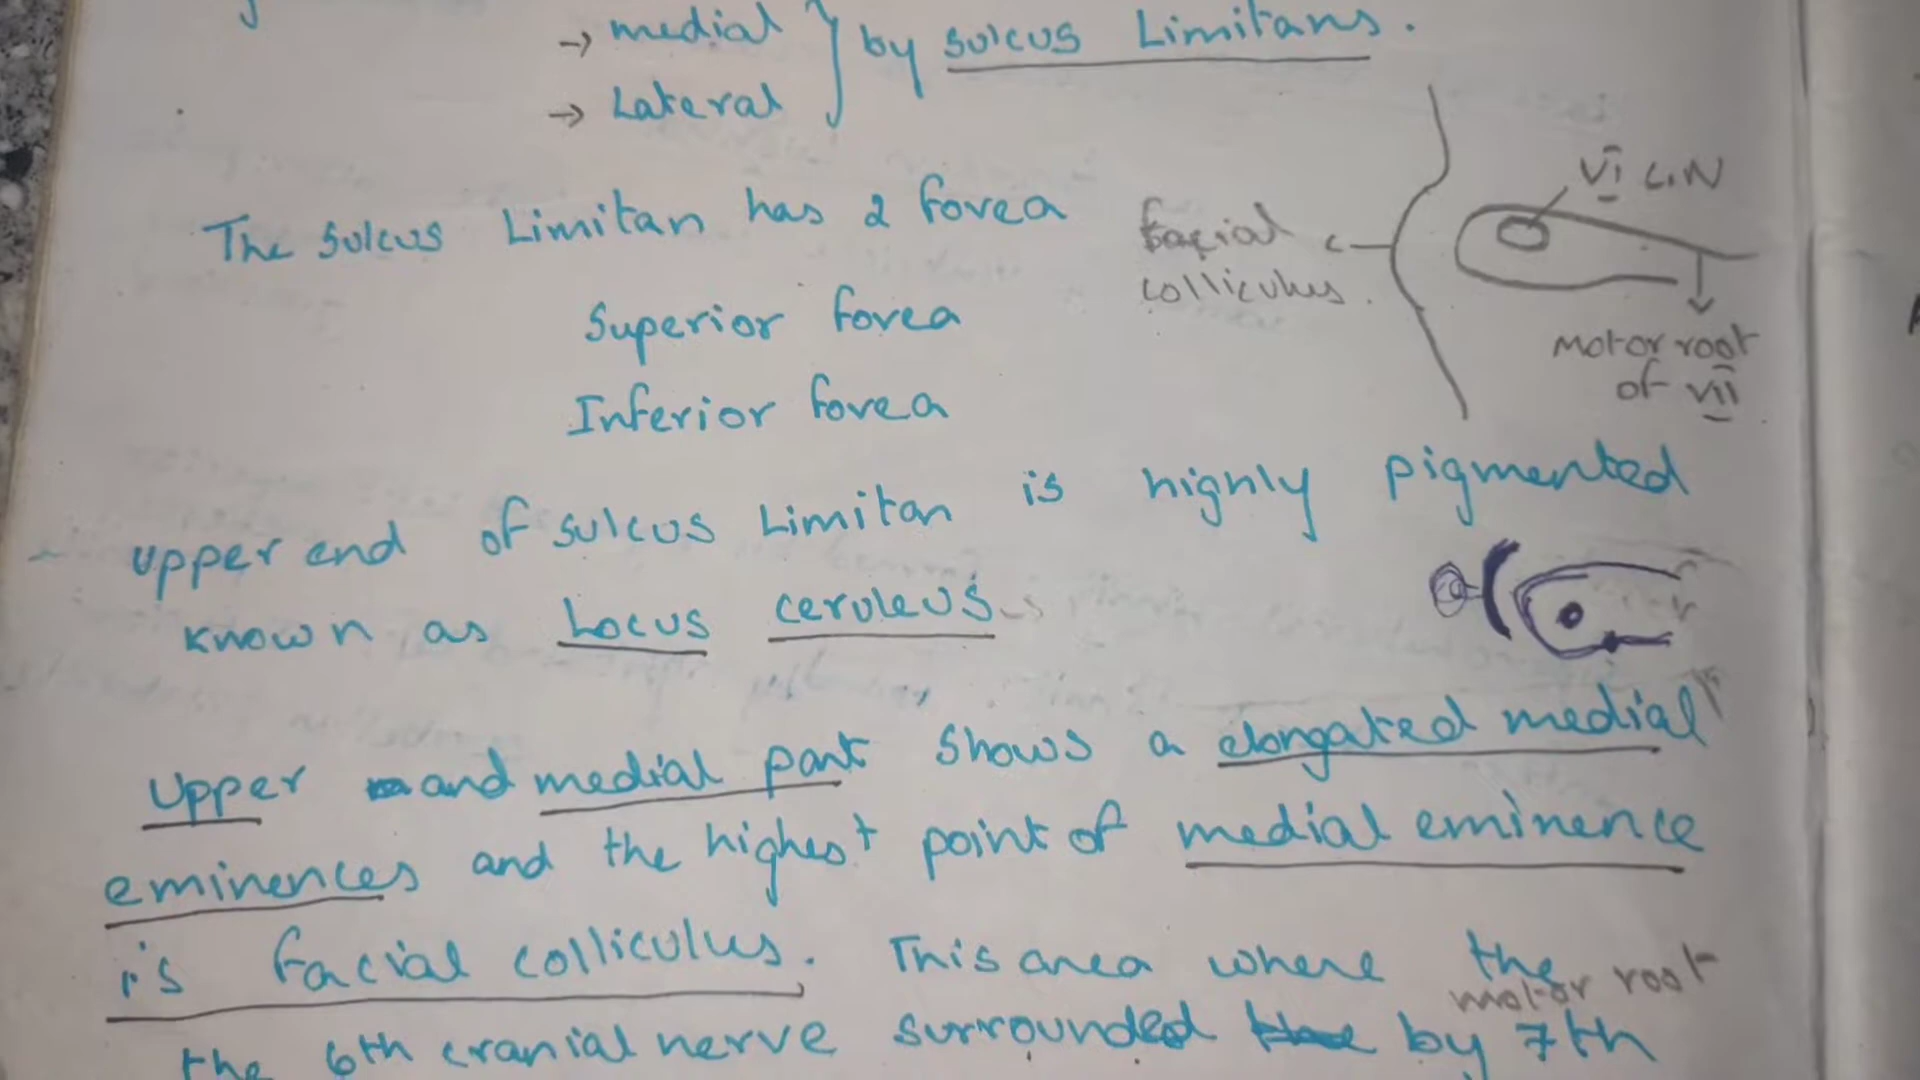 → medial } by sulcus Limitans.
→ Lateral
The sulcus Limitan has 2 fovea
Superior fovea
Inferior fovea
facial colliculus.
VI C.N
motor root of VII
upper end of sulcus Limitan is highly pigmented
known as Locus ceruleus
Upper and medial part shows a elongated medial
eminences and the highest point of medial eminence
is facial colliculus. This area where the
motor root
the 6th cranial nerve surrounded by 7th